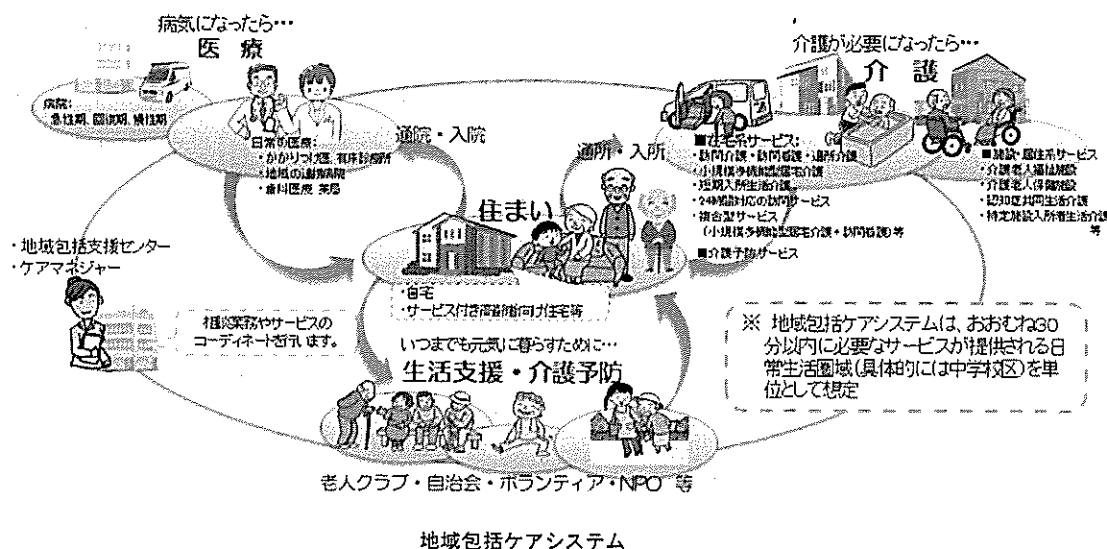 病気になったら…
医 療
病院:
急性期、回復期、慢性期
日常の医療:
・かかりつけ医、有床診療所
・地域の連携病院
・歯科医療、薬局
通院・入院
介護が必要になったら…
介 護
通所・入所
■在宅系サービス:
・訪問介護・訪問看護・通所介護
・小規模多機能型居宅介護
・短期入所生活介護
・24時間対応の訪問サービス
・複合型サービス
(小規模多機能型居宅介護+訪問看護)等
■介護予防サービス
■施設・居住系サービス
・介護老人福祉施設
・介護老人保健施設
・認知症共同生活介護
・特定施設入所者生活介護
等
住まい
・自宅
・サービス付き高齢者向け住宅等
・地域包括支援センター
・ケアマネジャー
相談業務やサービスの
コーディネートを行います。
いつまでも元気に暮らすために…
生活支援・介護予防
老人クラブ・自治会・ボランティア・NPO 等
※ 地域包括ケアシステムは、おおむね30
分以内に必要なサービスが提供される日
常生活圏域(具体的には中学校区)を単
位として想定
地域包括ケアシステム